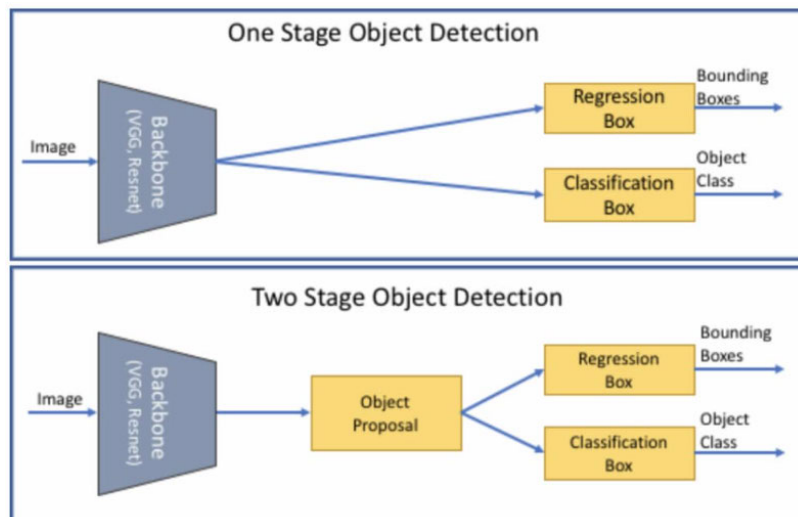 One Stage Object Detection
Image
Backbone
(VGG, Resnet)
Regression
Box
Bounding
Boxes
Classification
Box
Object
Class
Two Stage Object Detection
Image
Backbone
(VGG, Resnet)
Object
Proposal
Regression
Box
Bounding
Boxes
Classification
Box
Object
Class